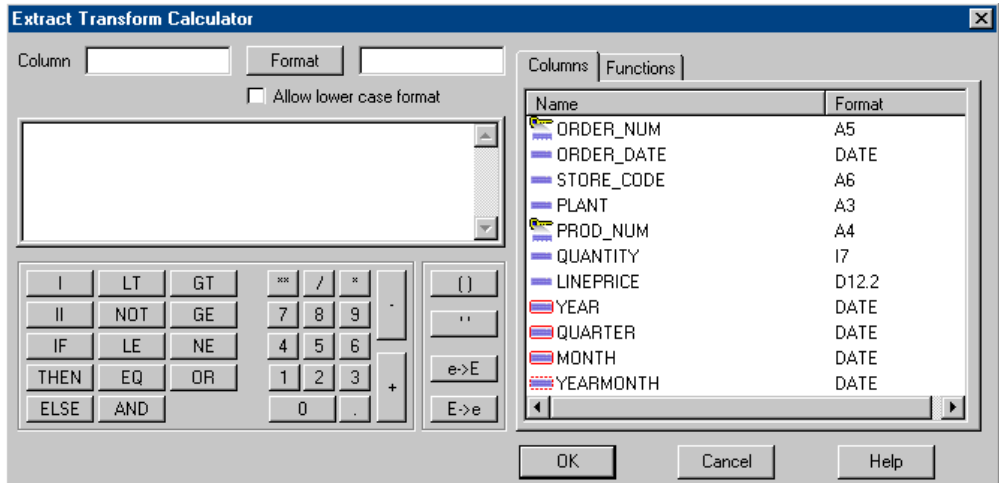 Extract Transform Calculator
Column Format
Allow lower case format
Columns Functions
Name Format
ORDER_NUM A5
ORDER_DATE DATE
STORE_CODE A6
PLANT A3
PROD_NUM A4
QUANTITY I7
LINEPRICE D12.2
YEAR DATE
QUARTER DATE
MONTH DATE
YEARMONTH DATE
| LT GT ** / * - ( )
|| NOT GE 7 8 9 ' '
IF LE NE 4 5 6 e->E
THEN EQ OR 1 2 3 +
ELSE AND 0 . E->e
OK Cancel Help